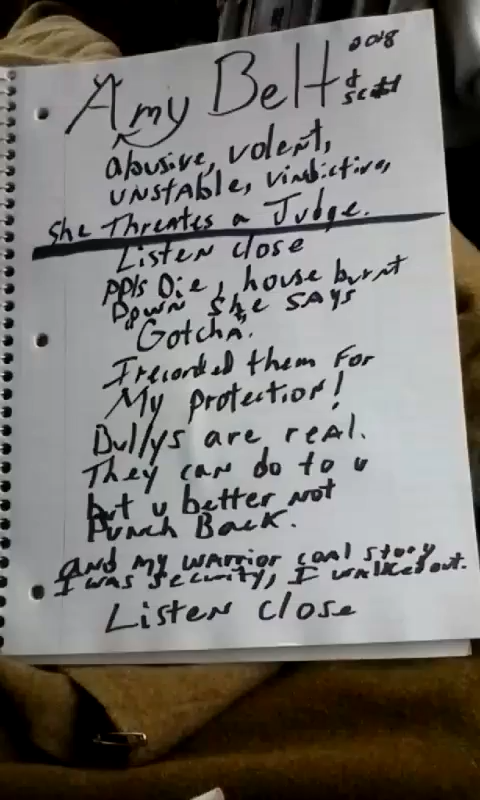 2018
Amy Belt &
scott
abusive, volent,
unstable, vindictive,
she Threates a Judge.
Listen close
ppls Die, house burnt
Down she says
Gotcha.
I recorded them for
My protection!
Bullys are real.
They can do to u
but u better not
Punch Back.
and my warrior coal story
I was security, I walked out.
Listen close